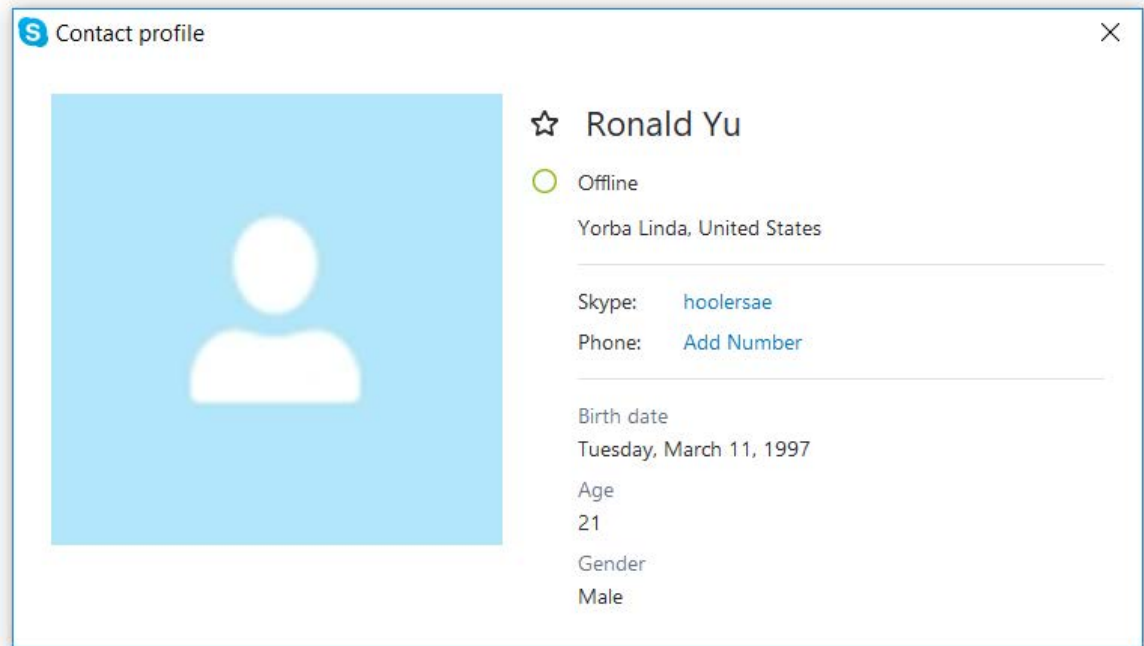 Contact profile
Ronald Yu
Offline
Yorba Linda, United States
Skype: hoolersae
Phone: Add Number
Birth date
Tuesday, March 11, 1997
Age
21
Gender
Male